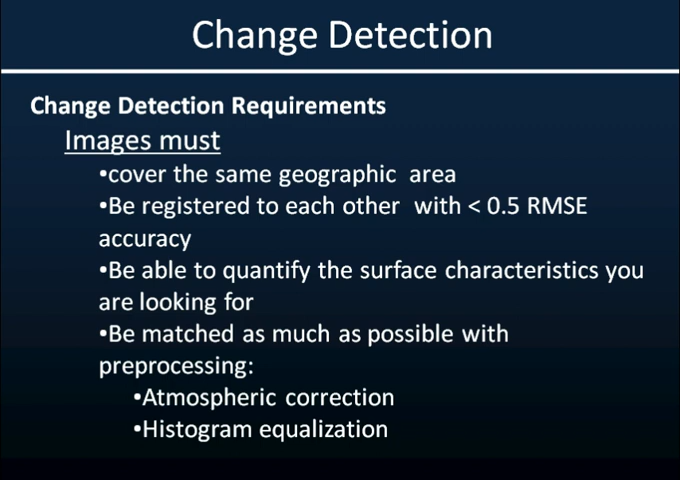 Change Detection
Change Detection Requirements
Images must
•cover the same geographic area
•Be registered to each other with < 0.5 RMSE
accuracy
•Be able to quantify the surface characteristics you
are looking for
•Be matched as much as possible with
preprocessing:
•Atmospheric correction
•Histogram equalization